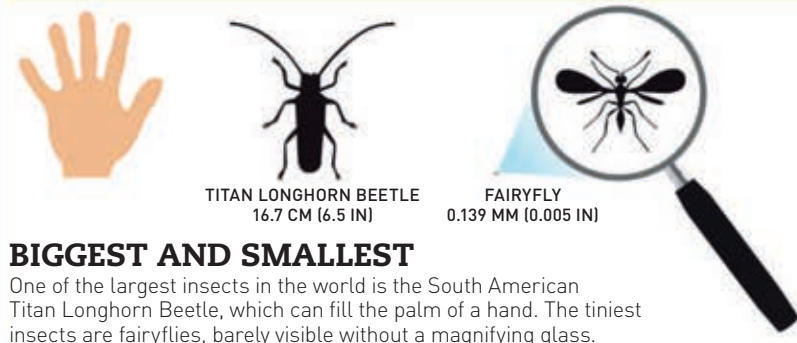 TITAN LONGHORN BEETLE
16.7 CM (6.5 IN)
FAIRYFLY
0.139 MM (0.005 IN)
BIGGEST AND SMALLEST
One of the largest insects in the world is the South American
Titan Longhorn Beetle, which can fill the palm of a hand. The tiniest
insects are fairyflies, barely visible without a magnifying glass.